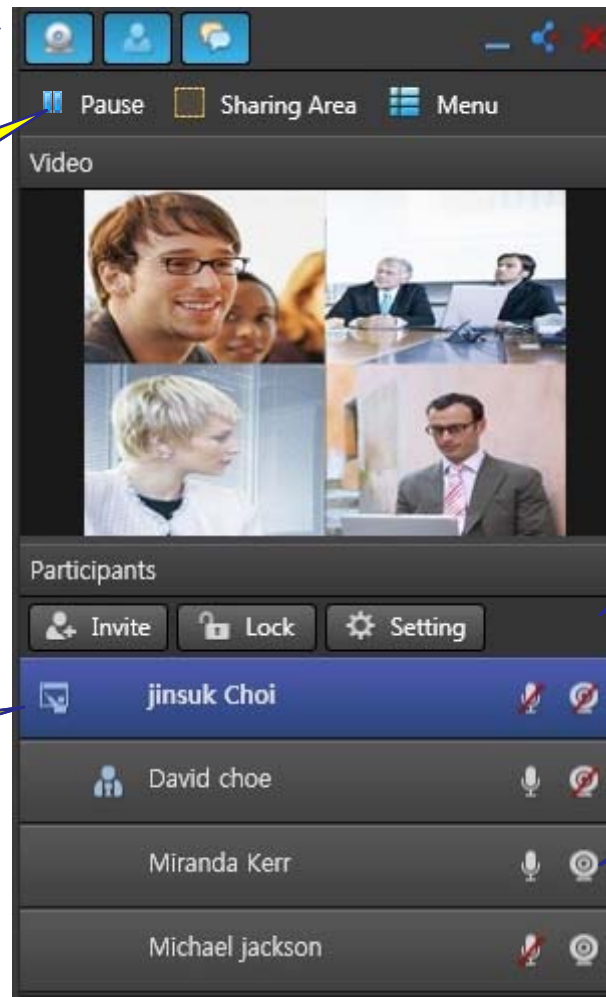 Pause Sharing Area Menu
Video
Participants
Invite Lock Setting
jinsuk Choi
David choe
Miranda Kerr
Michael jackson